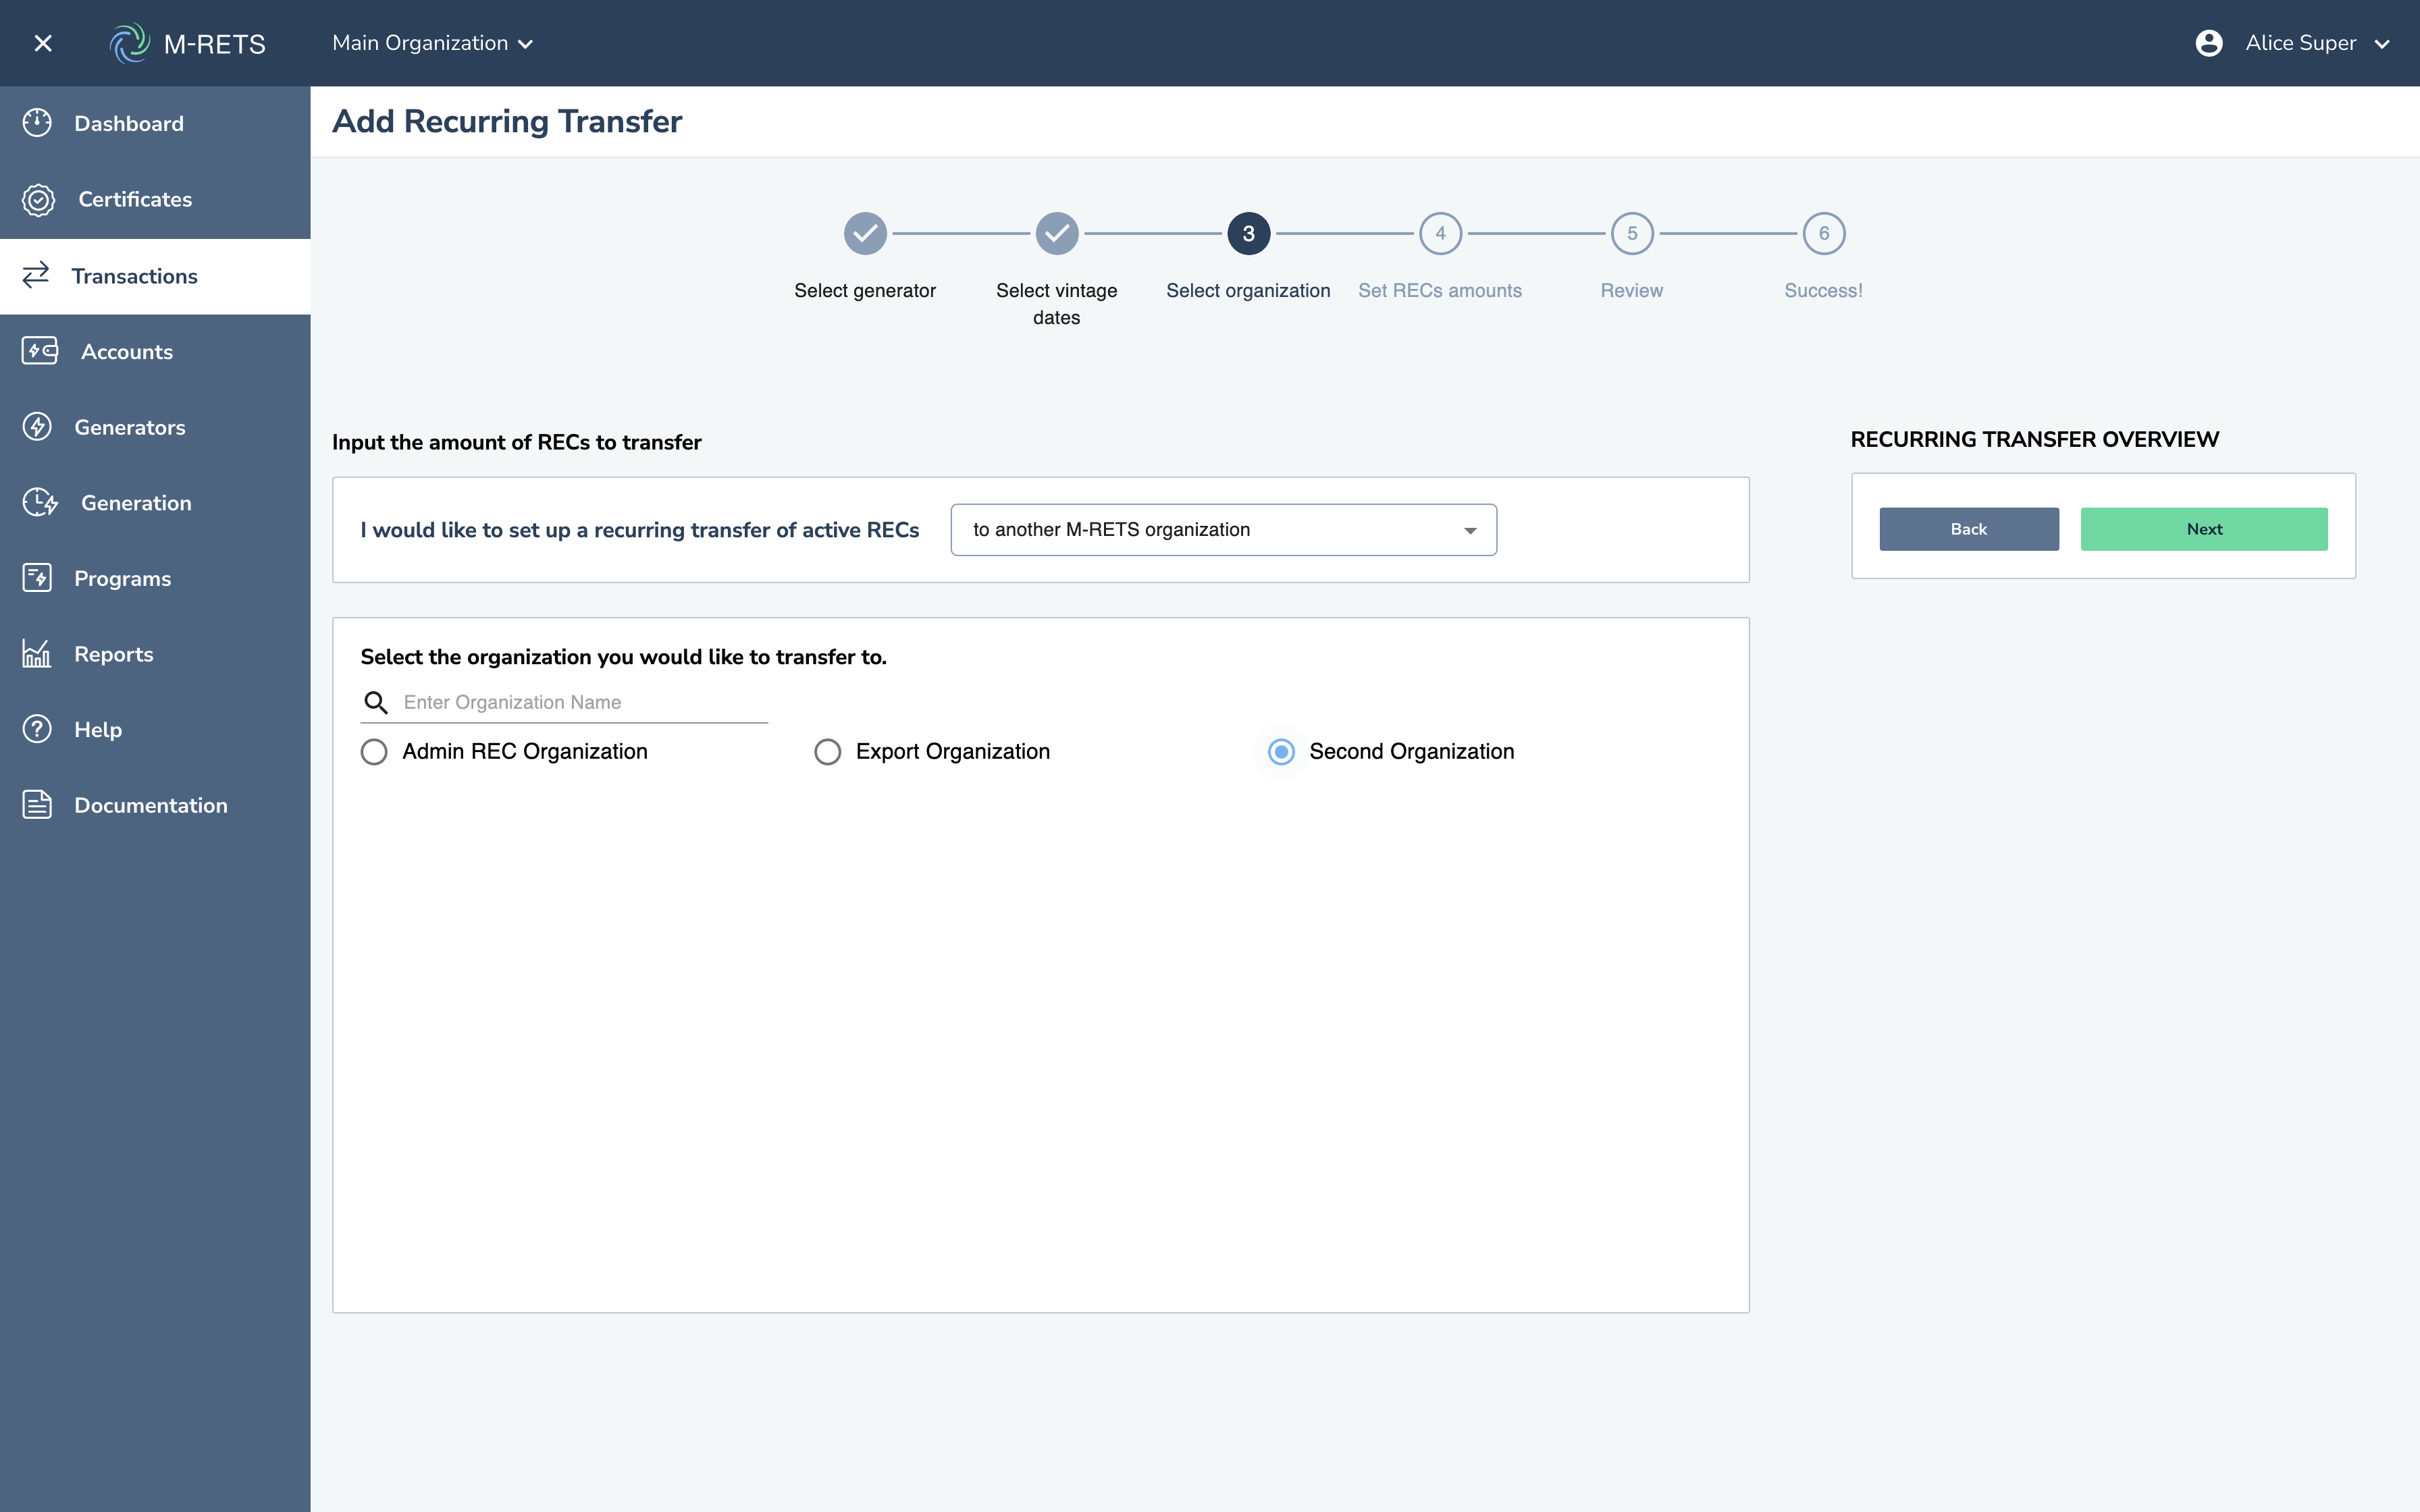 M-RETS
Main Organization
Alice Super
Dashboard
Certificates
Transactions
Accounts
Generators
Generation
Programs
Reports
Help
Documentation
Add Recurring Transfer
3
4
5
6
Select generator
Select vintage
dates
Select organization
Set RECs amounts
Review
Success!
Input the amount of RECs to transfer
I would like to set up a recurring transfer of active RECs
to another M-RETS organization
Select the organization you would like to transfer to.
Enter Organization Name
Admin REC Organization
Export Organization
Second Organization
RECURRING TRANSFER OVERVIEW
Back
Next